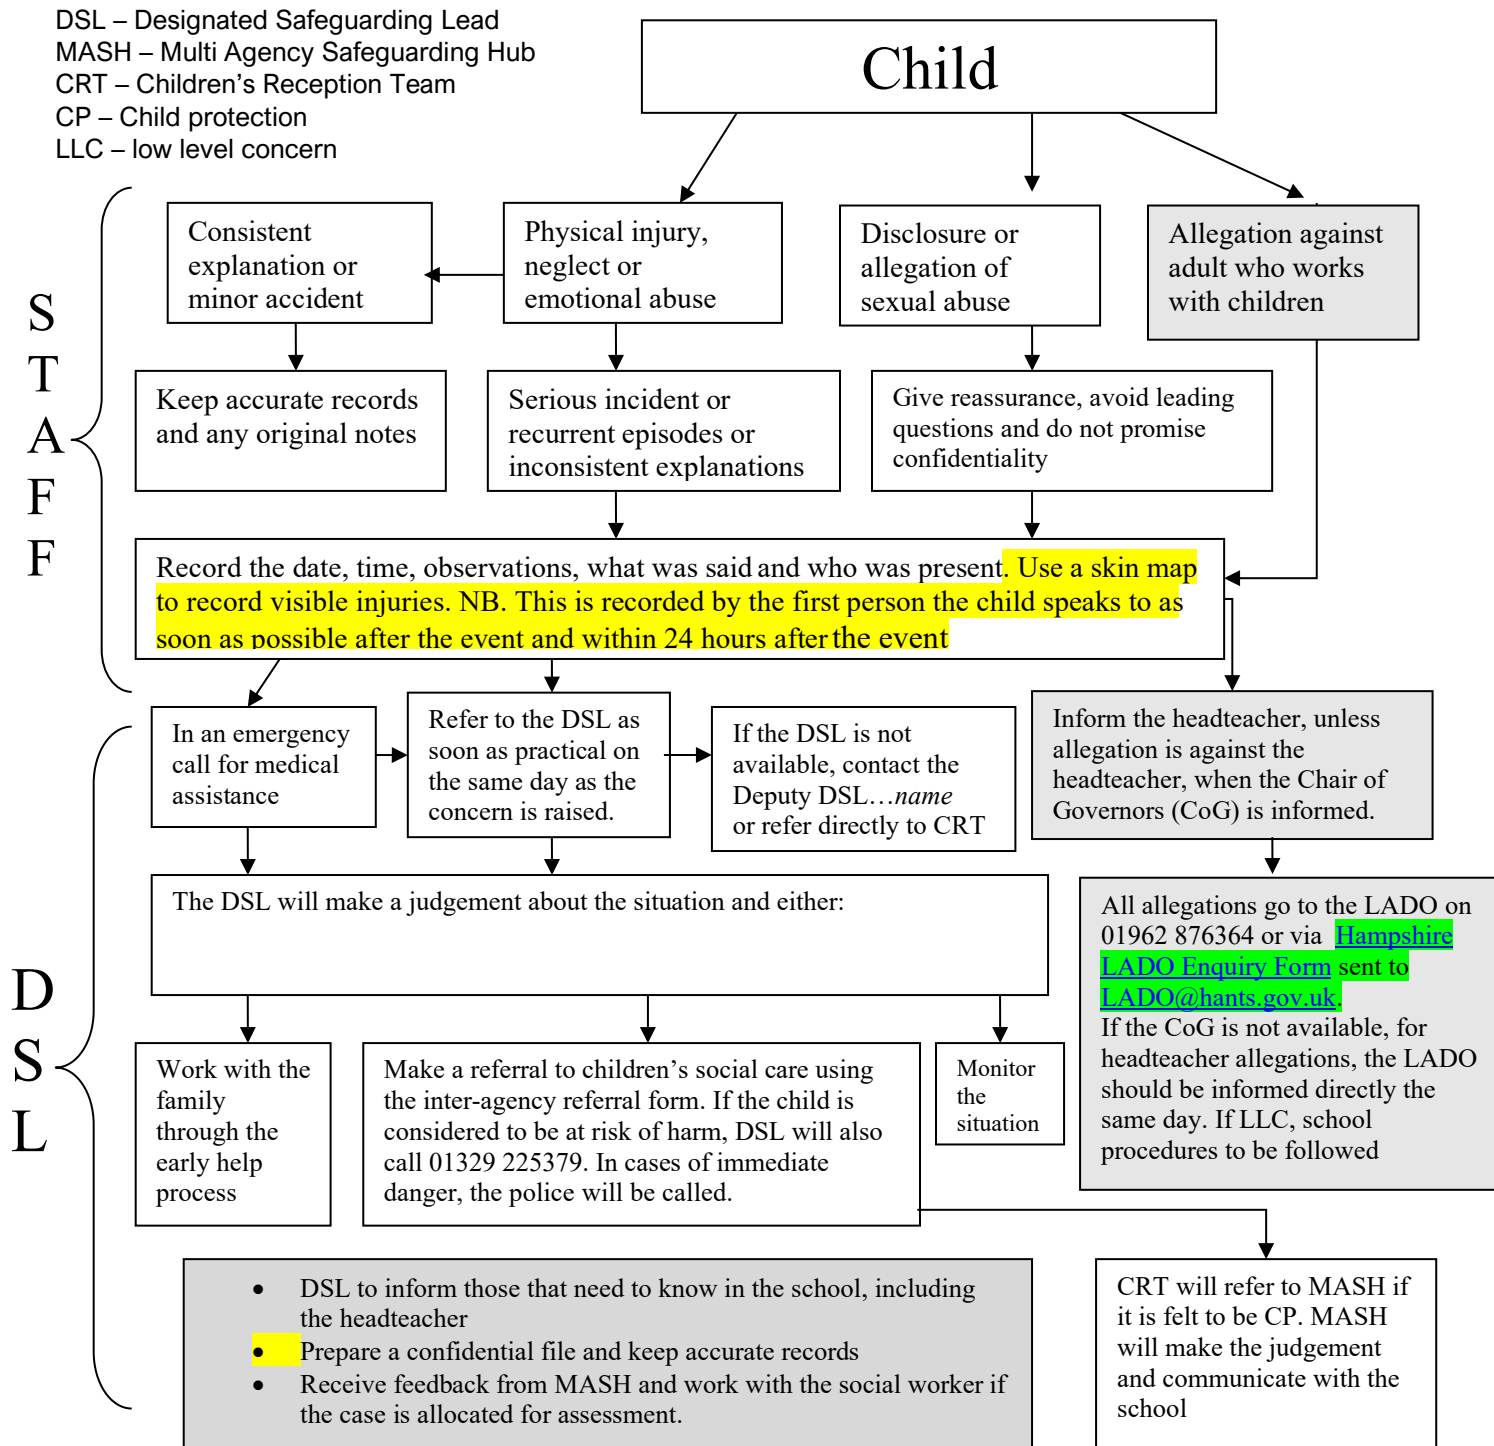 DSL – Designated Safeguarding Lead
MASH – Multi Agency Safeguarding Hub
CRT – Children's Reception Team
CP – Child protection
LLC – low level concern
Child
STAFF
Consistent
explanation or
minor accident
Physical injury,
neglect or
emotional abuse
Disclosure or
allegation of
sexual abuse
Allegation against
adult who works
with children
Keep accurate records
and any original notes
Serious incident or
recurrent episodes or
inconsistent explanations
Give reassurance, avoid leading
questions and do not promise
confidentiality
Record the date, time, observations, what was said and who was present. Use a skin map
to record visible injuries. NB. This is recorded by the first person the child speaks to as
soon as possible after the event and within 24 hours after the event
DSL
In an emergency
call for medical
assistance
Refer to the DSL as
soon as practical on
the same day as the
concern is raised.
If the DSL is not
available, contact the
Deputy DSL…name
or refer directly to CRT
Inform the headteacher, unless
allegation is against the
headteacher, when the Chair of
Governors (CoG) is informed.
The DSL will make a judgement about the situation and either:
All allegations go to the LADO on
01962 876364 or via Hampshire
LADO Enquiry Form sent to
LADO@hants.gov.uk.
If the CoG is not available, for
headteacher allegations, the LADO
should be informed directly the
same day. If LLC, school
procedures to be followed
Work with the
family
through the
early help
process
Make a referral to children's social care using
the inter-agency referral form. If the child is
considered to be at risk of harm, DSL will also
call 01329 225379. In cases of immediate
danger, the police will be called.
Monitor
the
situation
• DSL to inform those that need to know in the school, including
the headteacher
• Prepare a confidential file and keep accurate records
• Receive feedback from MASH and work with the social worker if
the case is allocated for assessment.
CRT will refer to MASH if
it is felt to be CP. MASH
will make the judgement
and communicate with the
school